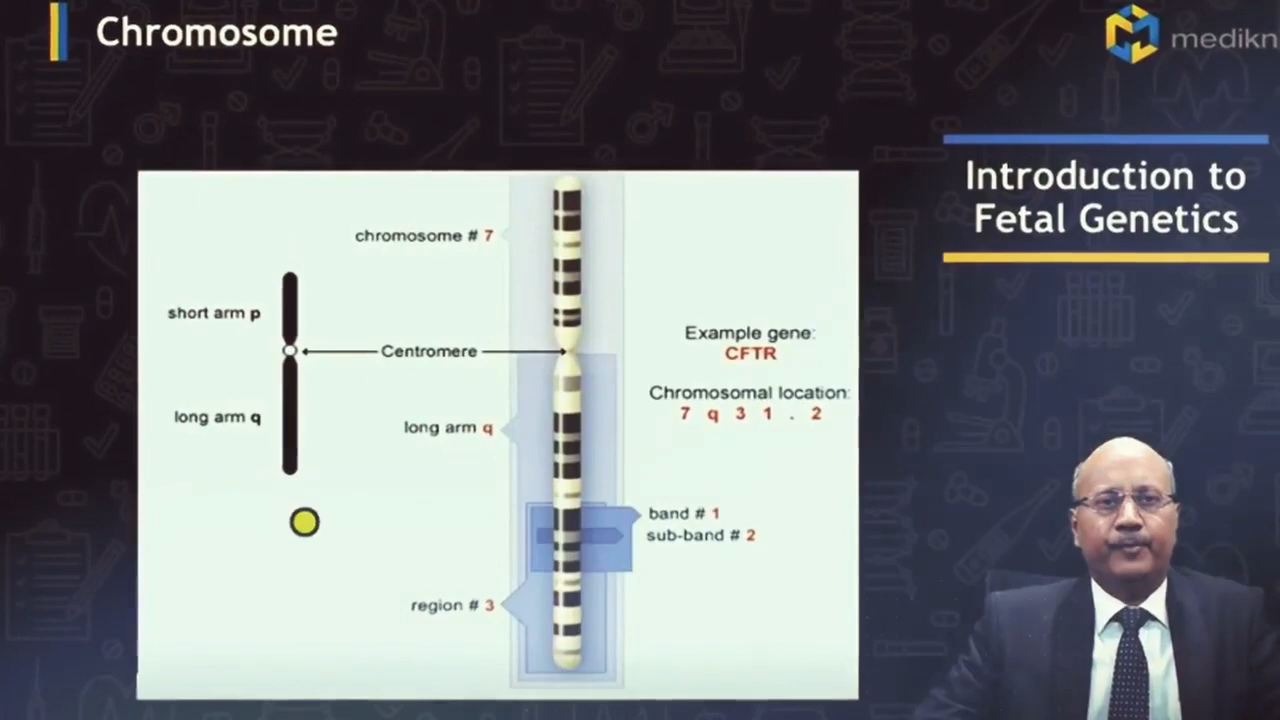 Chromosome
medikn
Introduction to
Fetal Genetics
chromosome # 7
short arm p
Centromere
long arm q
long arm q
Example gene:
CFTR
Chromosomal location:
7 q 3 1 . 2
band # 1
sub-band # 2
region # 3